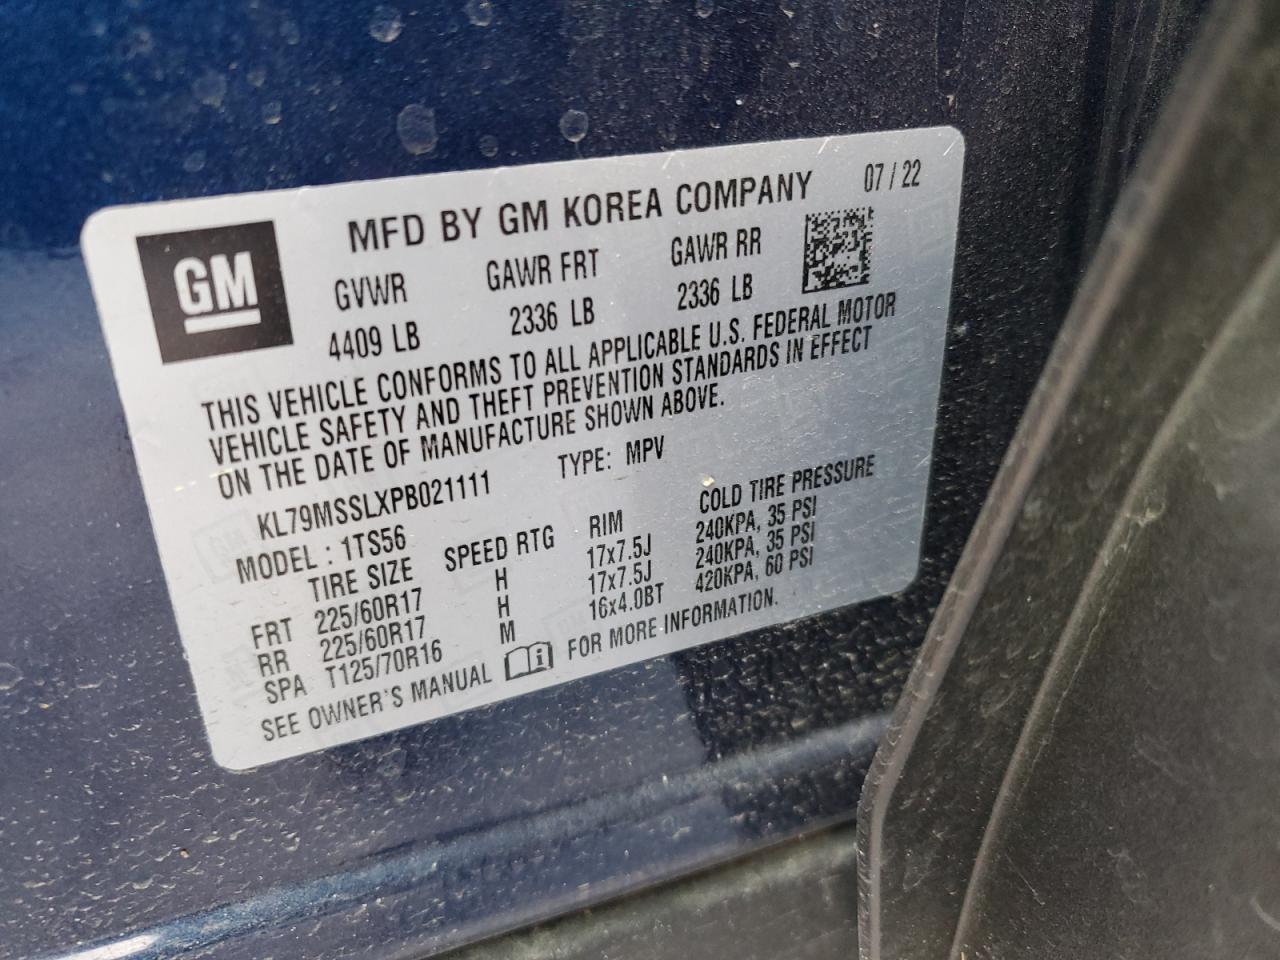 GM
MFD BY GM KOREA COMPANY 07 / 22
GVWR GAWR FRT GAWR RR
4409 LB 2336 LB 2336 LB
THIS VEHICLE CONFORMS TO ALL APPLICABLE U.S. FEDERAL MOTOR
VEHICLE SAFETY AND THEFT PREVENTION STANDARDS IN EFFECT
ON THE DATE OF MANUFACTURE SHOWN ABOVE.
KL79MSSLXPB021111 TYPE: MPV
MODEL : 1TS56
TIRE SIZE SPEED RTG RIM COLD TIRE PRESSURE
FRT 225/60R17 H 17x7.5J 240KPA, 35 PSI
RR 225/60R17 H 17x7.5J 240KPA, 35 PSI
SPA T125/70R16 M 16x4.0BT 420KPA, 60 PSI
SEE OWNER'S MANUAL i FOR MORE INFORMATION.